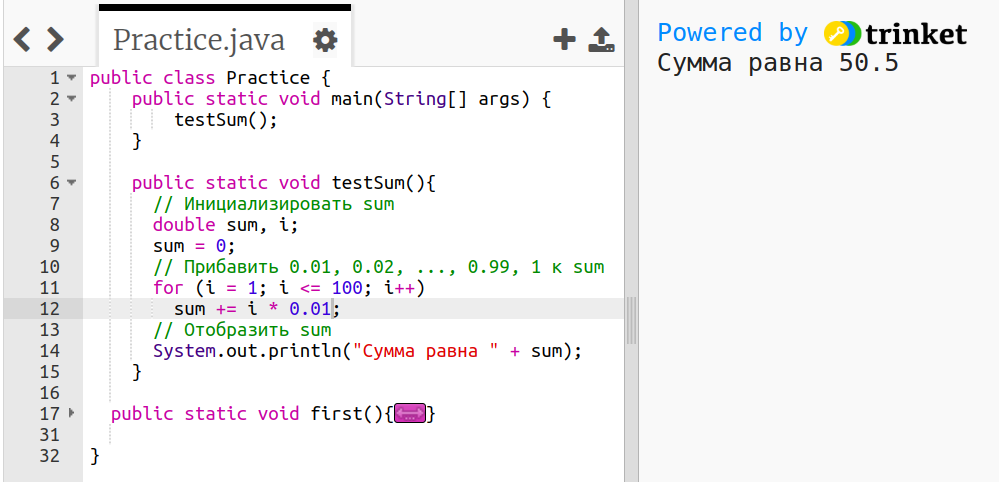 Practice.java
1 public class Practice {
2 public static void main(String[] args) {
3 testSum();
4 }
5
6 public static void testSum(){
7 // Инициализировать sum
8 double sum, i;
9 sum = 0;
10 // Прибавить 0.01, 0.02, ..., 0.99, 1 к sum
11 for (i = 1; i <= 100; i++)
12 sum += i * 0.01;
13 // Отобразить sum
14 System.out.println("Сумма равна " + sum);
15 }
16
17 public static void first(){}
31
32 }
Powered by trinket
Сумма равна 50.5